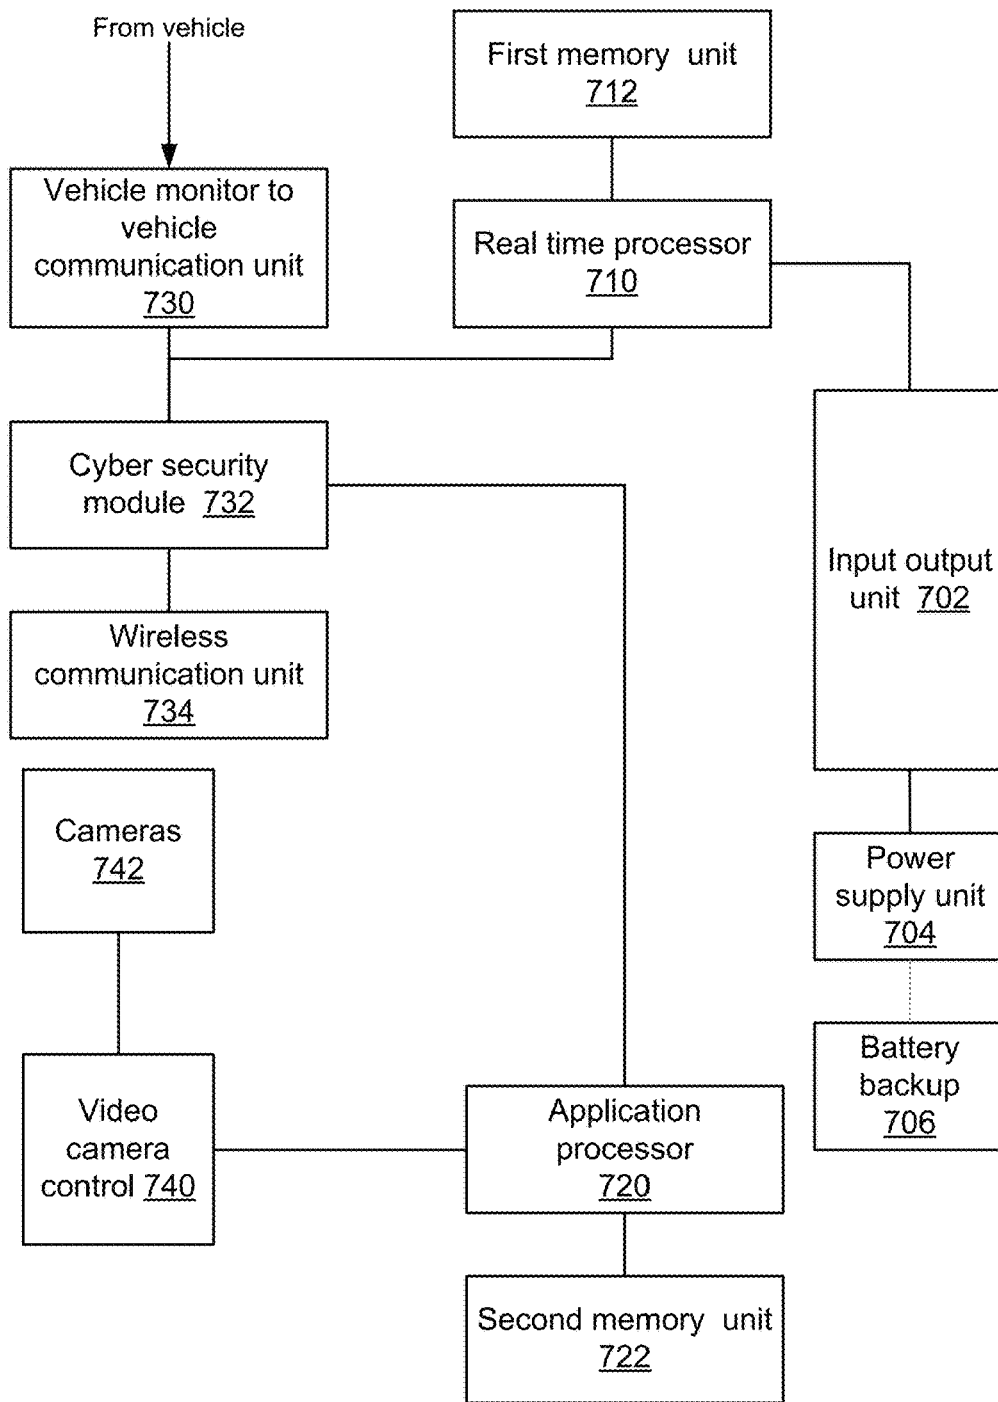 From vehicle
First memory unit
712
Vehicle monitor to
vehicle
communication unit
730
Real time processor
710
Cyber security
module 732
Input output
unit 702
Wireless
communication unit
734
Cameras
742
Power
supply unit
704
Battery
backup
706
Video
camera
control 740
Application
processor
720
Second memory unit
722